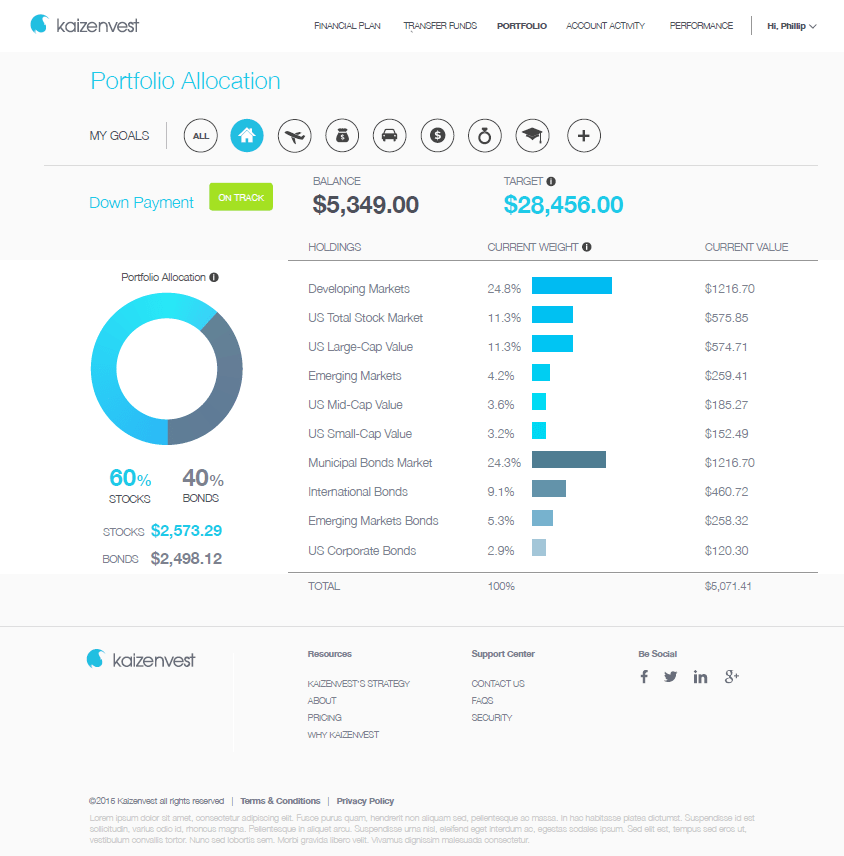 kaizenvest
FINANCIAL PLAN TRANSFER FUNDS PORTFOLIO ACCOUNT ACTIVITY PERFORMANCE Hi, Phillip
Portfolio Allocation
MY GOALS ALL
Down Payment ON TRACK
BALANCE
$5,349.00
TARGET
$28,456.00
HOLDINGS CURRENT WEIGHT CURRENT VALUE
Portfolio Allocation
60% STOCKS
40% BONDS
STOCKS $2,573.29
BONDS $2,498.12
Developing Markets 24.8% $1216.70
US Total Stock Market 11.3% $575.85
US Large-Cap Value 11.3% $574.71
Emerging Markets 4.2% $259.41
US Mid-Cap Value 3.6% $185.27
US Small-Cap Value 3.2% $152.49
Municipal Bonds Market 24.3% $1216.70
International Bonds 9.1% $460.72
Emerging Markets Bonds 5.3% $258.32
US Corporate Bonds 2.9% $120.30
TOTAL 100% $5,071.41
kaizenvest
Resources
KAIZENVEST'S STRATEGY
ABOUT
PRICING
WHY KAIZENVEST
Support Center
CONTACT US
FAQS
SECURITY
Be Social
©2015 Kaizenvest all rights reserved | Terms & Conditions | Privacy Policy
Lorem ipsum dolor sit amet, consectetur adipiscing elit. Fusce purus quam, hendrerit non aliquam sed, pellentesque ac massa. In hac habitasse platea dictumst. Suspendisse id est
sollicitudin, varius odio id, rhoncus magna. Pellentesque in aliquet arcu. Suspendisse urna nisi, eleifend eget interdum ac, egestas sodales ipsum. Sed elit est, tempus sed eros ut,
vestibulum convallis tortor. Nunc sed lobortis sem. Morbi gravida libero velit. Vivamus dignissim malesuada consectetur.